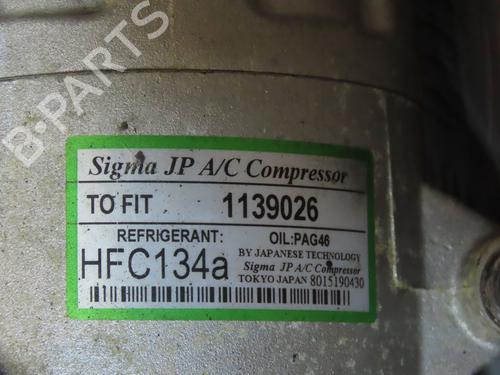 B-PARTS
Sigma JP A/C Compressor
TO FIT 1139026
REFRIGERANT: OIL:PAG46
HFC134a
BY JAPANESE TECHNOLOGY
Sigma JP A/C Compressor
TOKYO JAPAN 8015190430